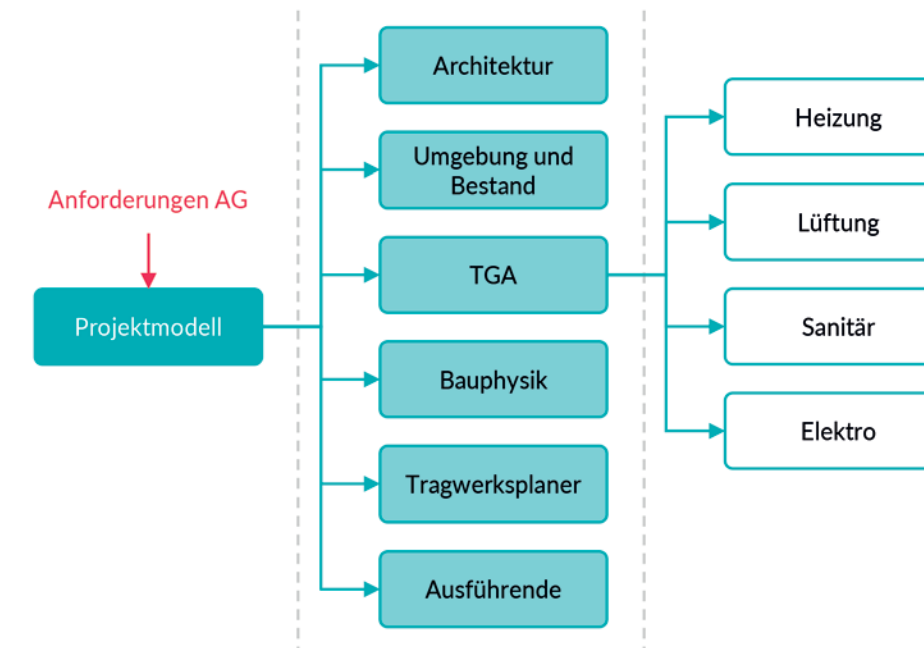 Anforderungen AG
Projektmodell
Architektur
Umgebung und
Bestand
TGA
Bauphysik
Tragwerksplaner
Ausführende
Heizung
Lüftung
Sanitär
Elektro